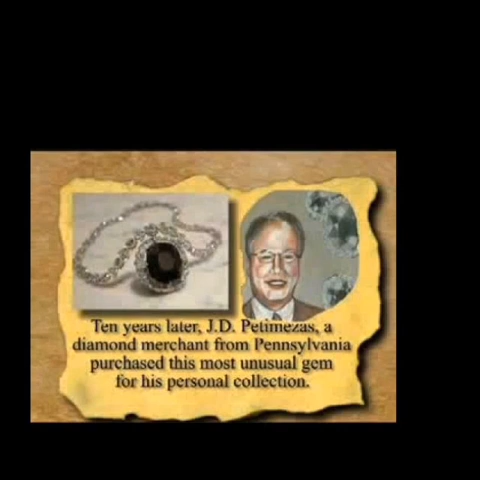 Ten years later, J.D. Petimezas, a
diamond merchant from Pennsylvania
purchased this most unusual gem
for his personal collection.